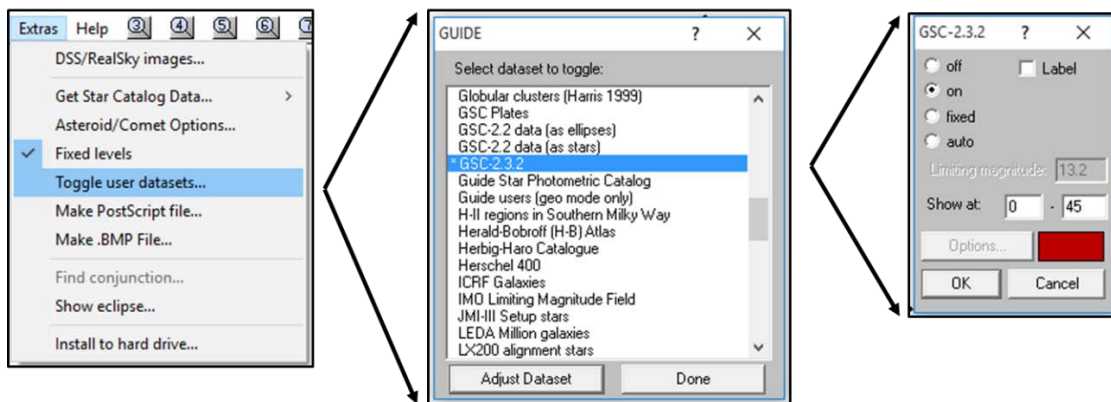 Extras Help 3 4 5 6 7
DSS/RealSky images...
Get Star Catalog Data... >
Asteroid/Comet Options...
✓ Fixed levels
Toggle user datasets...
Make PostScript file...
Make .BMP File...
Find conjunction...
Show eclipse...
Install to hard drive...
GUIDE ? ×
Select dataset to toggle:
Globular clusters (Harris 1999)
GSC Plates
GSC-2.2 data (as ellipses)
GSC-2.2 data (as stars)
* GSC-2.3.2
Guide Star Photometric Catalog
Guide users (geo mode only)
H-II regions in Southern Milky Way
Herald-Bobroff (H-B) Atlas
Herbig-Haro Catalogue
Herschel 400
ICRF Galaxies
IMO Limiting Magnitude Field
JMI-III Setup stars
LEDA Million galaxies
LX200 alignment stars
Adjust Dataset Done
GSC-2.3.2 ? ×
off Label
on
fixed
auto
Limiting magnitude: 13.2
Show at: 0 - 45
Options...
OK Cancel